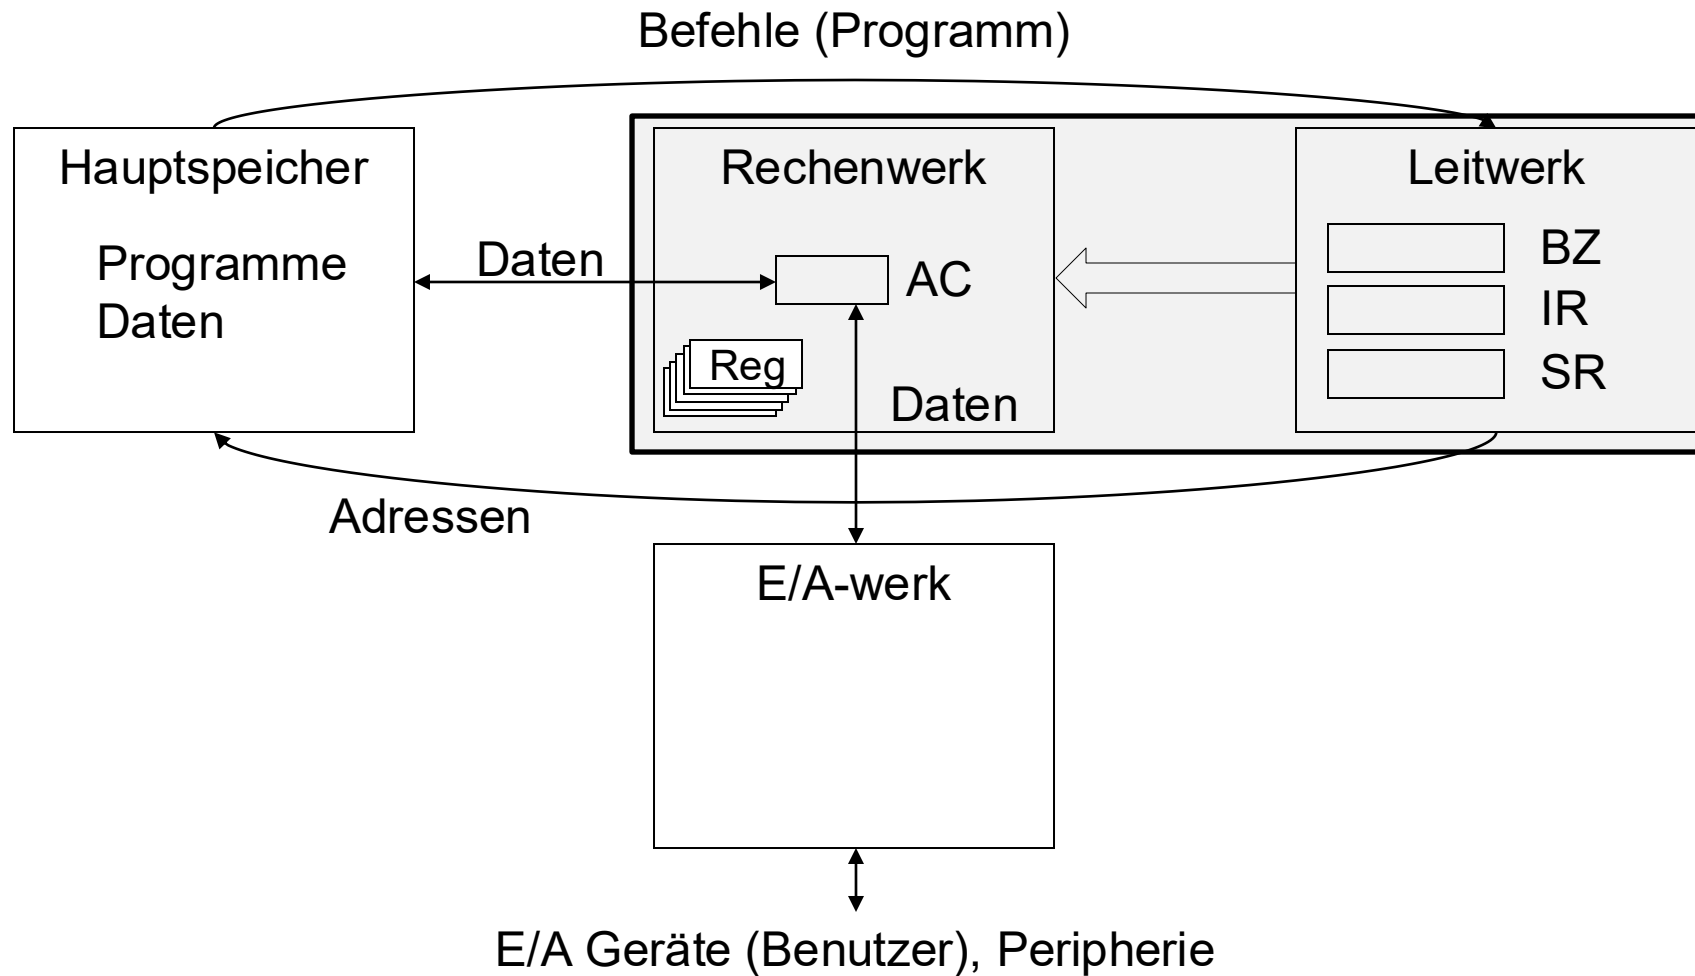 Befehle (Programm)
Hauptspeicher
Programme
Daten
Daten
Rechenwerk
AC
Reg
Daten
Leitwerk
BZ
IR
SR
Adressen
E/A-werk
E/A Geräte (Benutzer), Peripherie